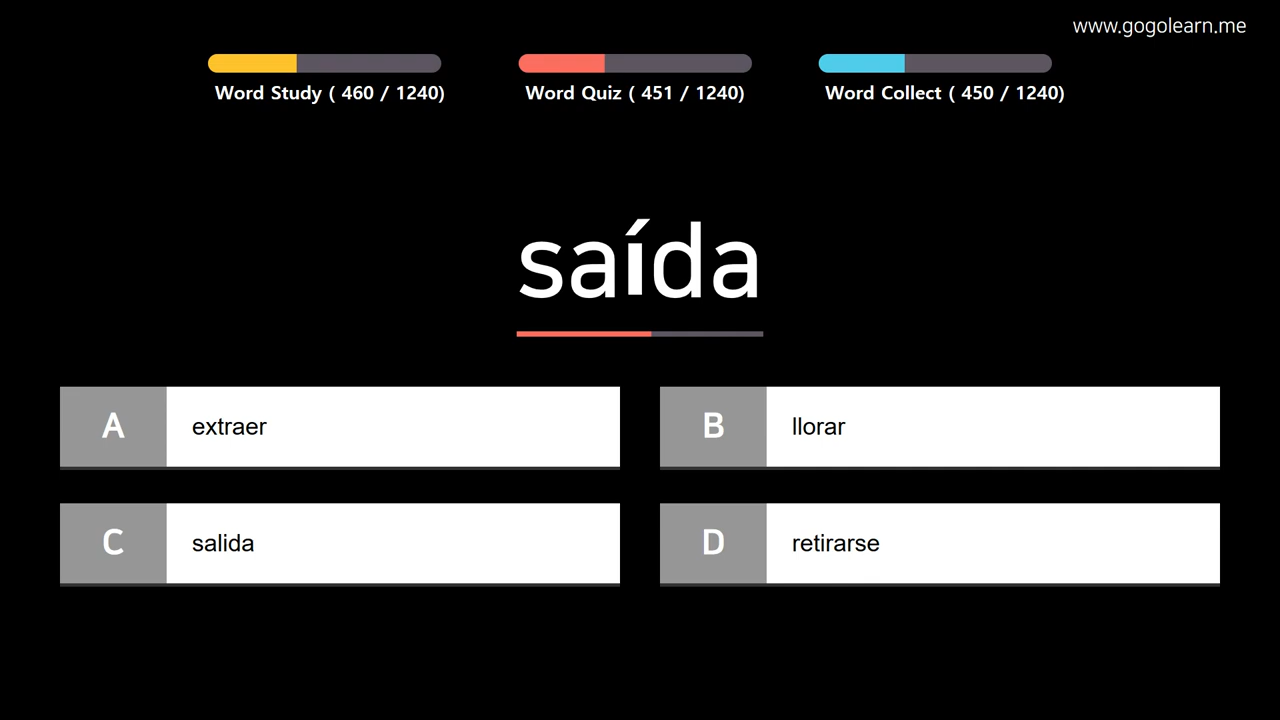 www.gogolearn.me
Word Study ( 460 / 1240)
Word Quiz ( 451 / 1240)
Word Collect ( 450 / 1240)
saída
A extraer
B llorar
C salida
D retirarse